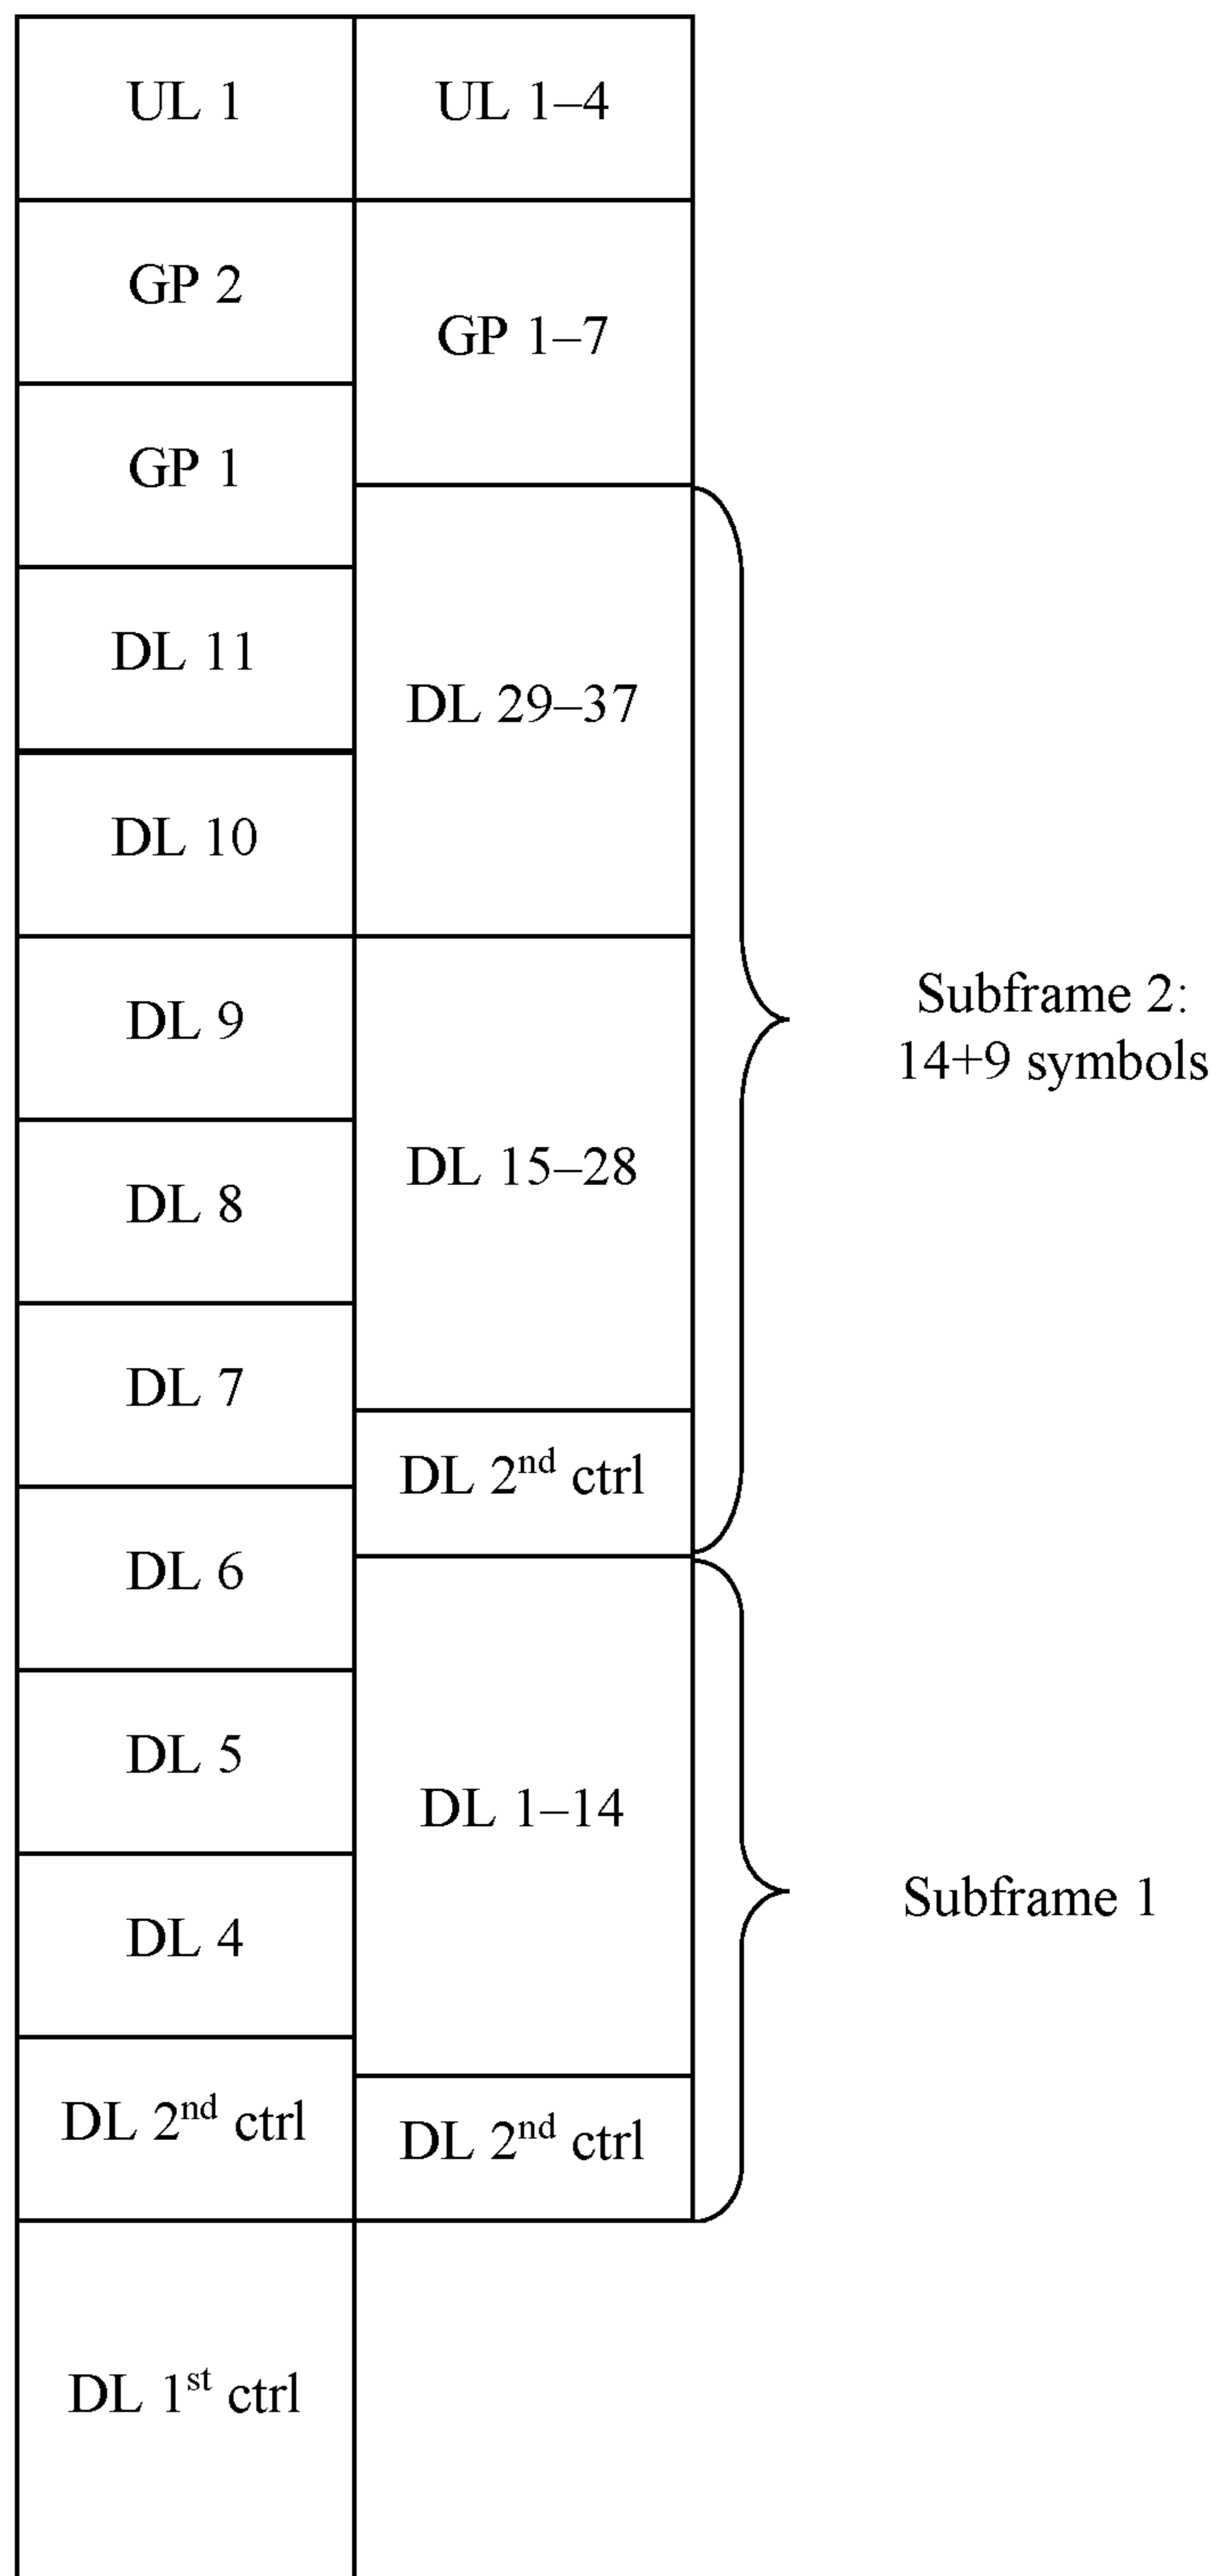 UL 1
UL 1–4
GP 2
GP 1–7
GP 1
DL 11
DL 29–37
DL 10
Subframe 2:
14+9 symbols
DL 9
DL 15–28
DL 8
DL 7
DL 2nd ctrl
DL 6
DL 5
DL 1–14
Subframe 1
DL 4
DL 2nd ctrl
DL 2nd ctrl
DL 1st ctrl